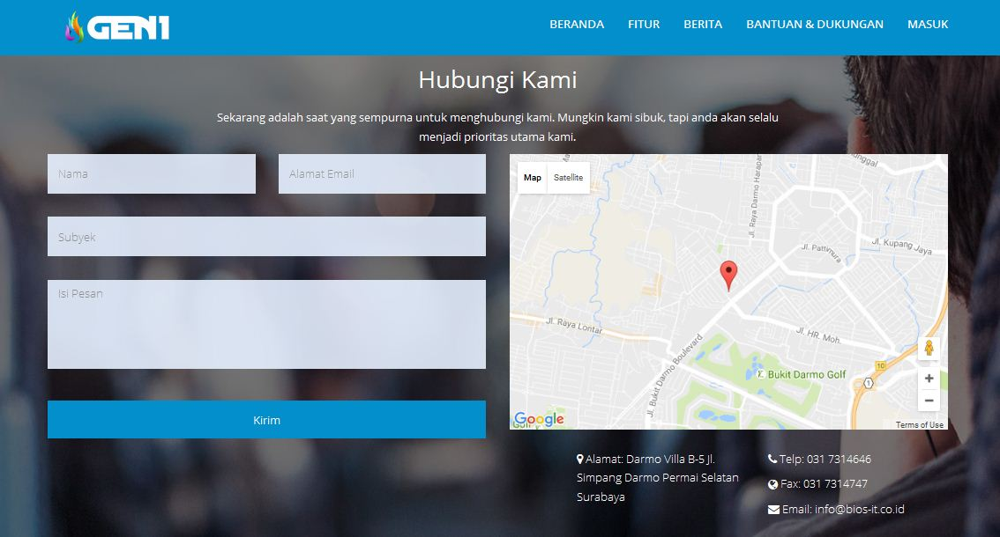 GEN1
BERANDA FITUR BERITA BANTUAN & DUKUNGAN MASUK
Hubungi Kami
Sekarang adalah saat yang sempurna untuk menghubungi kami. Mungkin kami sibuk, tapi anda akan selalu
menjadi prioritas utama kami.
Nama
Alamat Email
Subyek
Isi Pesan
Kirim
Map Satellite
Jl. Raya Darmo Harapan
Jl. Pattimura
Jl. Kupang Jaya
Jl. Raya Lontar
Jl. HR. Moh.
Jl. Bukit Darmo Boulevard
Bukit Darmo Golf
10
1
Google
Terms of Use
Alamat: Darmo Villa B-5 Jl.
Simpang Darmo Permai Selatan
Surabaya
Telp: 031 7314646
Fax: 031 7314747
Email: info@bios-it.co.id